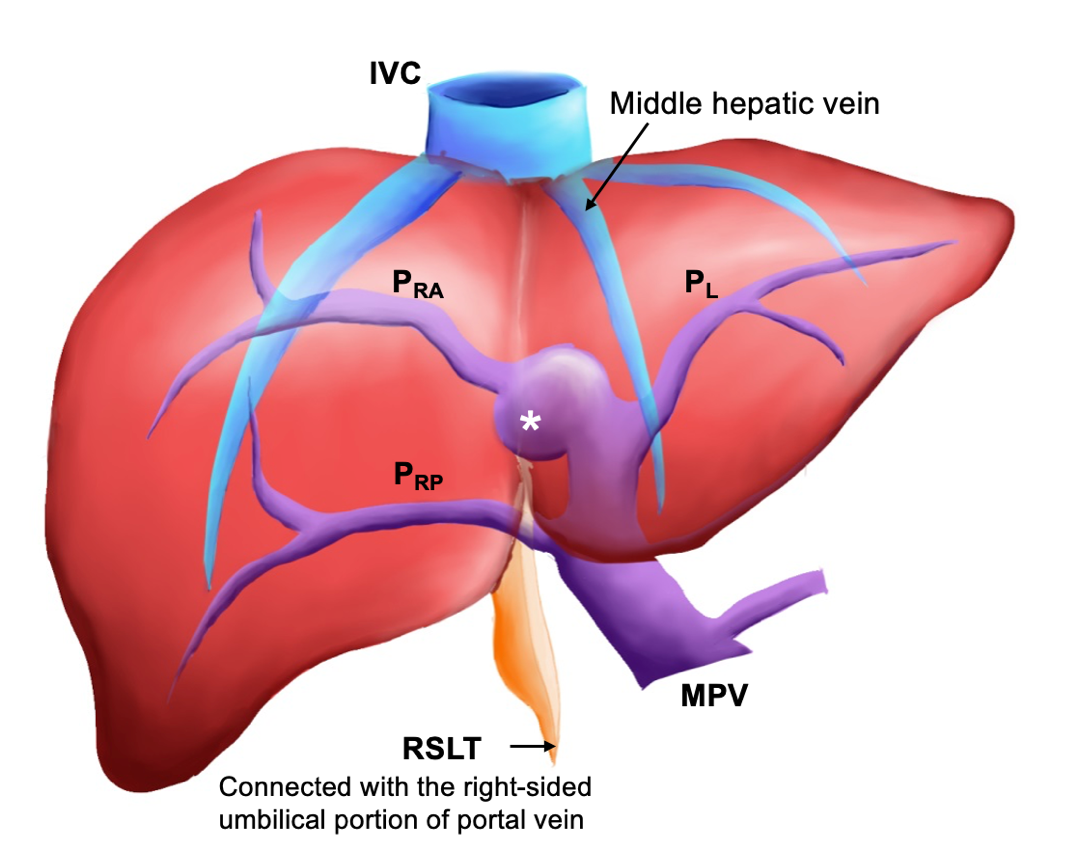 IVC
Middle hepatic vein
PRA
PL
*
PRP
MPV
RSLT
Connected with the right-sided
umbilical portion of portal vein